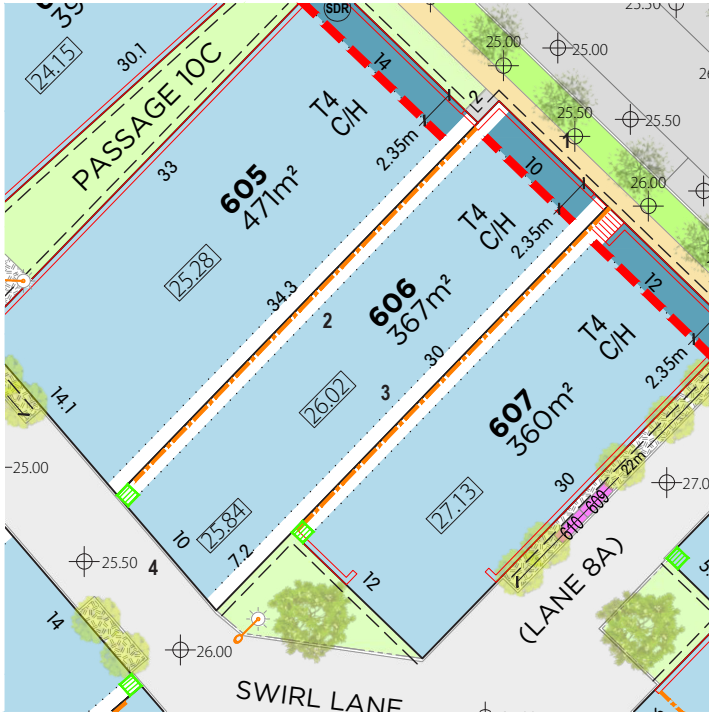 SDR
24.15
30.1
PASSAGE 10C
33
14
2
25.00
25.00
25.50
25.50
26.00
T4
C/H
2.35m
605
471m²
25.28
34.3
2
10
1
T4
C/H
2.35m
606
367m²
30
3
26.02
12
T4
C/H
2.35m
607
360m²
27.13
30
22m
610 - 609
14.1
25.00
10
25.84
7.2
12
25.50
4
14
26.00
27.0
(LANE 8A)
SWIRL LANE